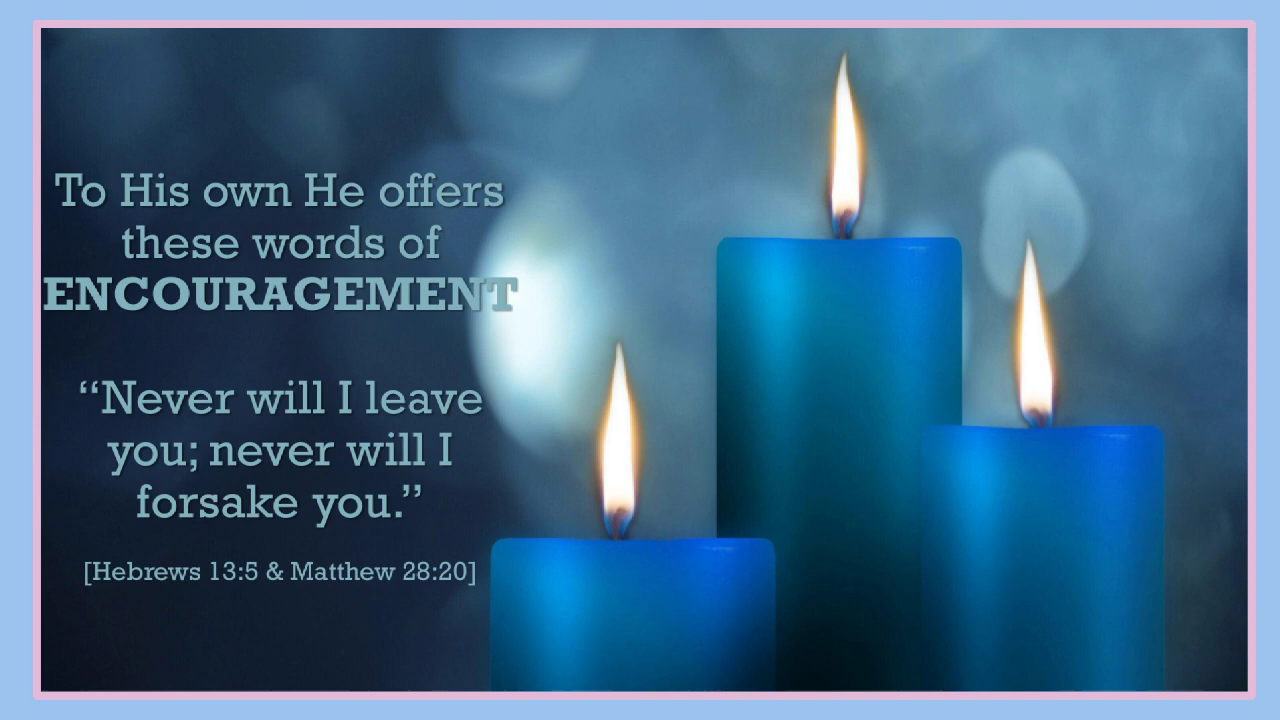 To His own He offers
these words of
ENCOURAGEMENT
“Never will I leave
you; never will I
forsake you.”
[Hebrews 13:5 & Matthew 28:20]